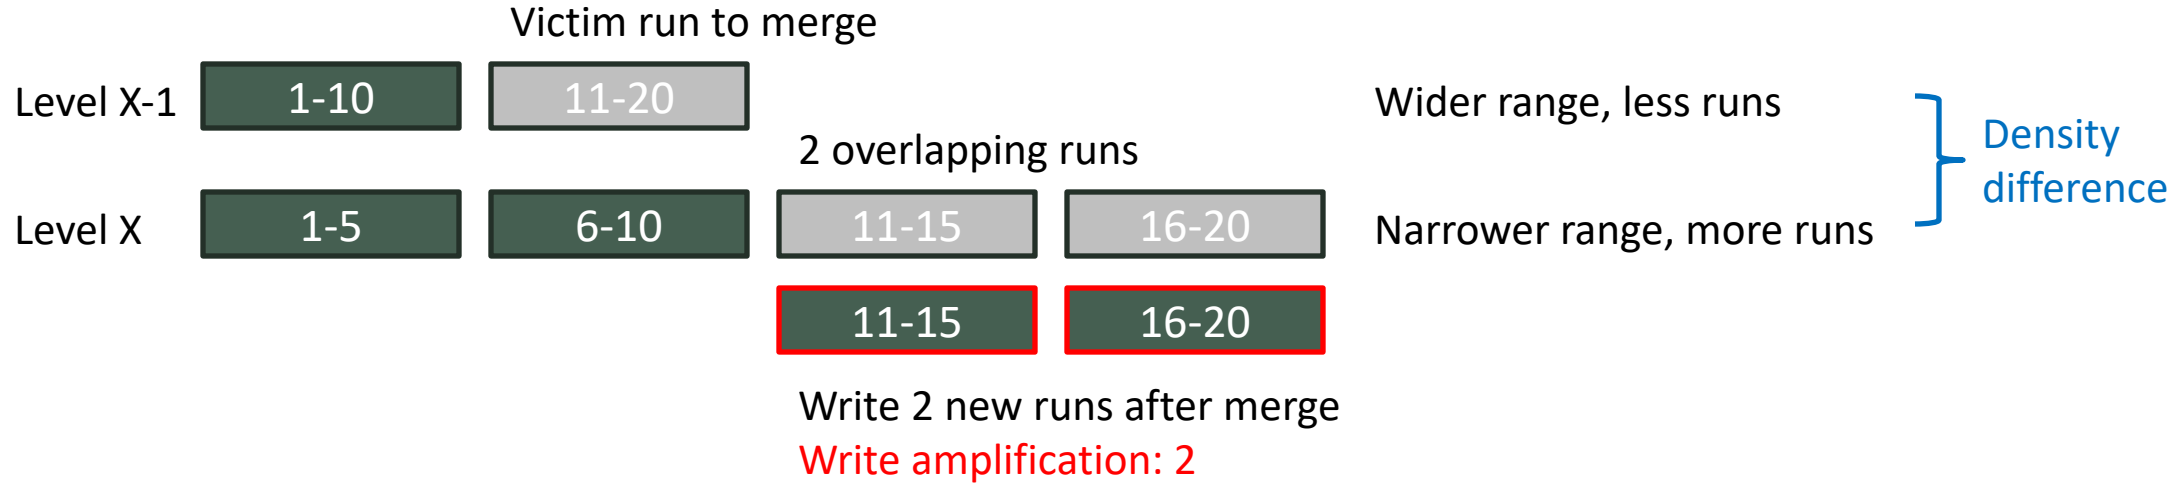 Victim run to merge
Level X-1 1-10 11-20 Wider range, less runs
2 overlapping runs
Density
difference
Level X 1-5 6-10 11-15 16-20 Narrower range, more runs
11-15 16-20
Write 2 new runs after merge
Write amplification: 2